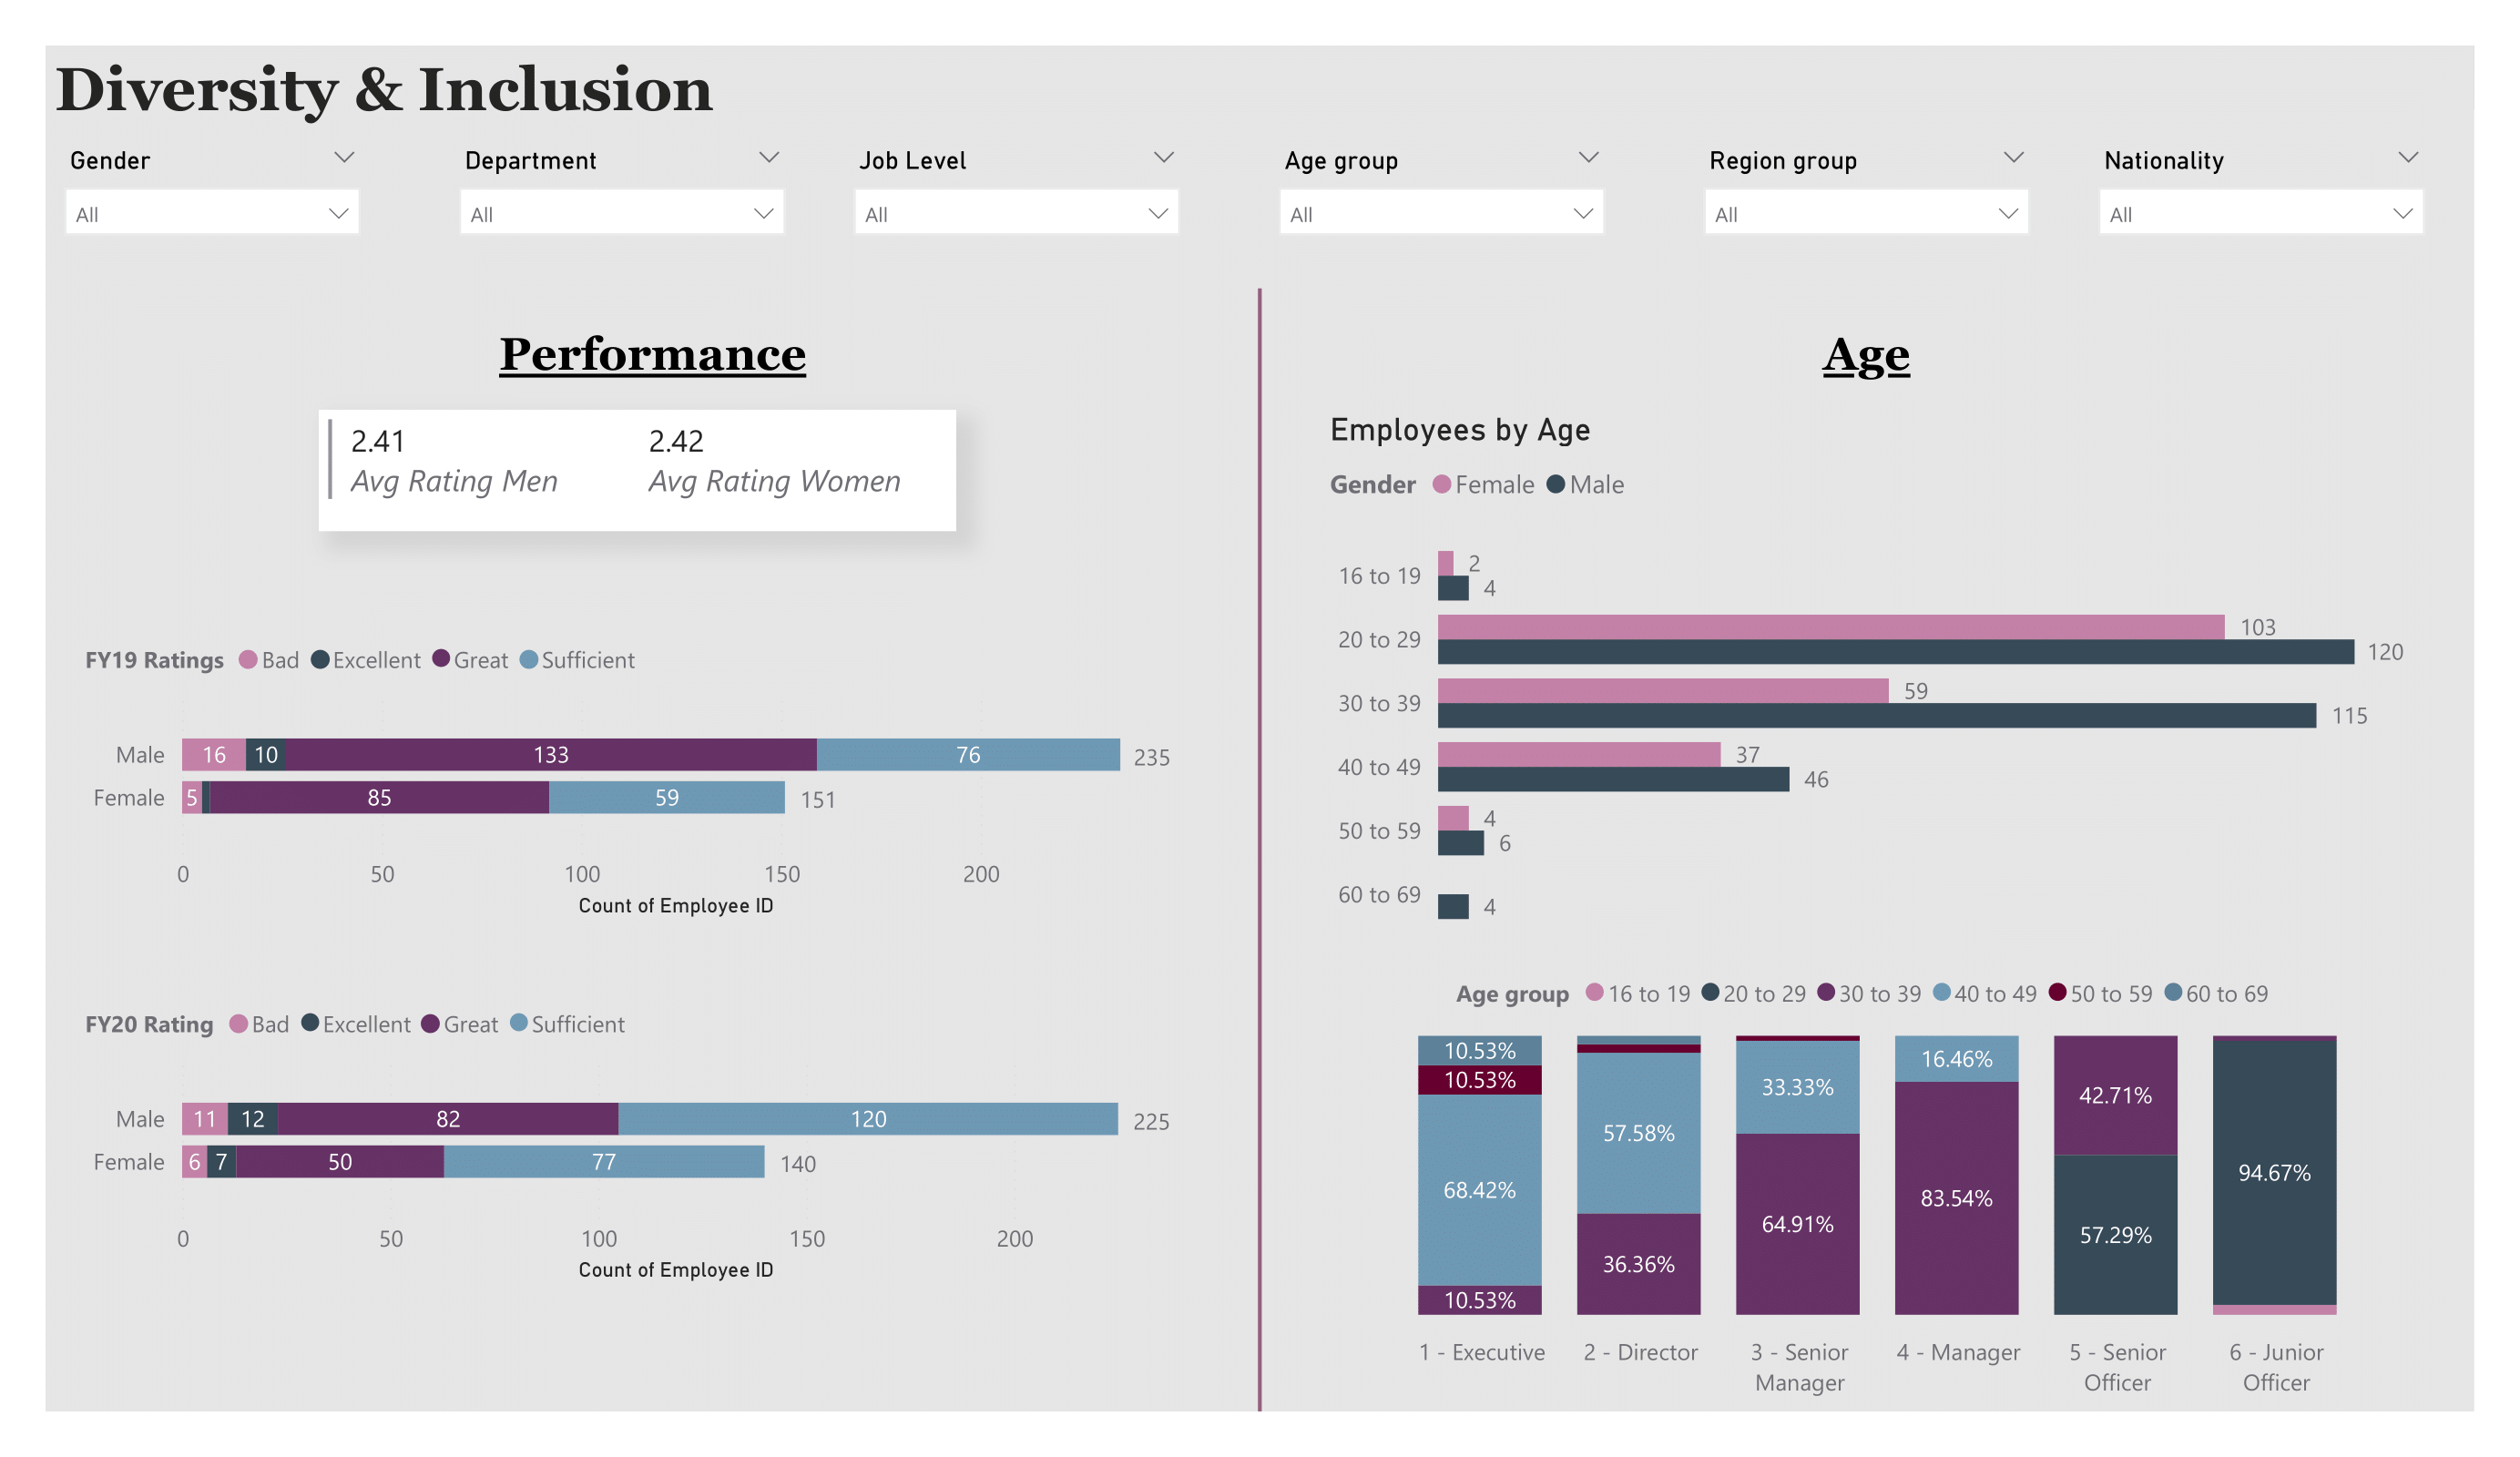 Diversity & Inclusion
Gender Department Job Level Age group Region group Nationality
All All All All All All
Performance
2.41 2.42
Avg Rating Men Avg Rating Women
FY19 Ratings Bad Excellent Great Sufficient
Male 16 10 133 76 235
Female 5 85 59 151
0 50 100 150 200
Count of Employee ID
FY20 Rating Bad Excellent Great Sufficient
Male 11 12 82 120 225
Female 6 7 50 77 140
0 50 100 150 200
Count of Employee ID
Age
Employees by Age
Gender Female Male
16 to 19 2
4
20 to 29 103
120
30 to 39 59
115
40 to 49 37
46
50 to 59 4
6
60 to 69 4
Age group 16 to 19 20 to 29 30 to 39 40 to 49 50 to 59 60 to 69
10.53%
10.53%
68.42%
10.53%
57.58%
36.36%
33.33%
64.91%
16.46%
83.54%
42.71%
57.29%
94.67%
1 - Executive 2 - Director 3 - Senior 4 - Manager 5 - Senior 6 - Junior
Manager Officer Officer